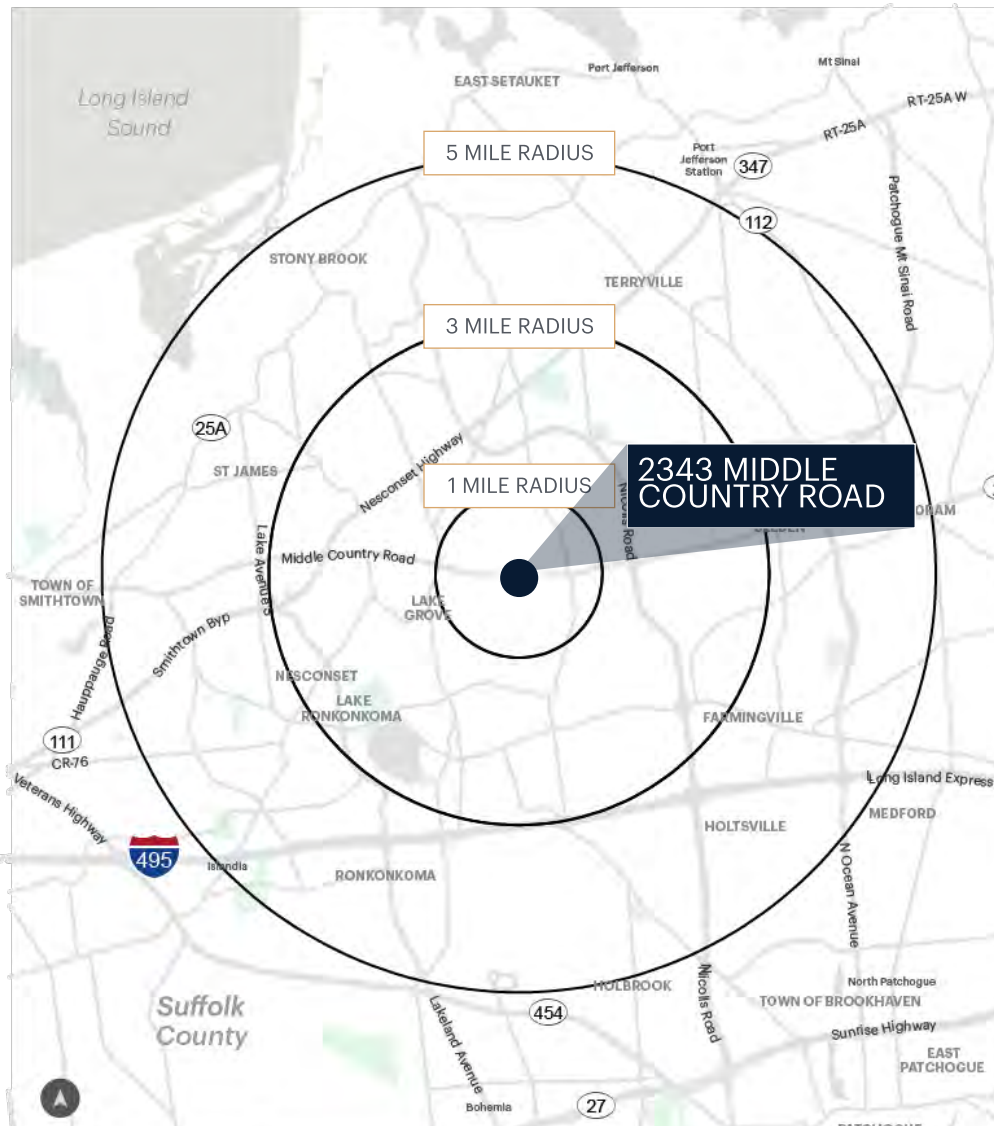 Port Jefferson
Mt Sinai
EAST SETAUKET
Long Island
Sound
RT-25A W
RT-25A
5 MILE RADIUS
Port
Jefferson
Station
347
112
Patchogue Mt Sinai Road
STONY BROOK
TERRYVILLE
3 MILE RADIUS
25A
ST JAMES
Nesconset Highway
1 MILE RADIUS
2343 MIDDLE
COUNTRY ROAD
Nicolls Road
SELDEN
Lake Avenue S
Middle Country Road
TOWN OF
SMITHTOWN
LAKE
GROVE
Smithtown Byp
Hauppauge Road
NESCONSET
LAKE
RONKONKOMA
FARMINGVILLE
111
CR-76
Veterans Highway
Long Island Express
MEDFORD
HOLTSVILLE
495
Islandia
RONKONKOMA
N Ocean Avenue
North Patchogue
HOLBROOK
TOWN OF BROOKHAVEN
Nicolls Road
Suffolk
County
454
Lakeland Avenue
Sunrise Highway
EAST
PATCHOGUE
Bohemia
27